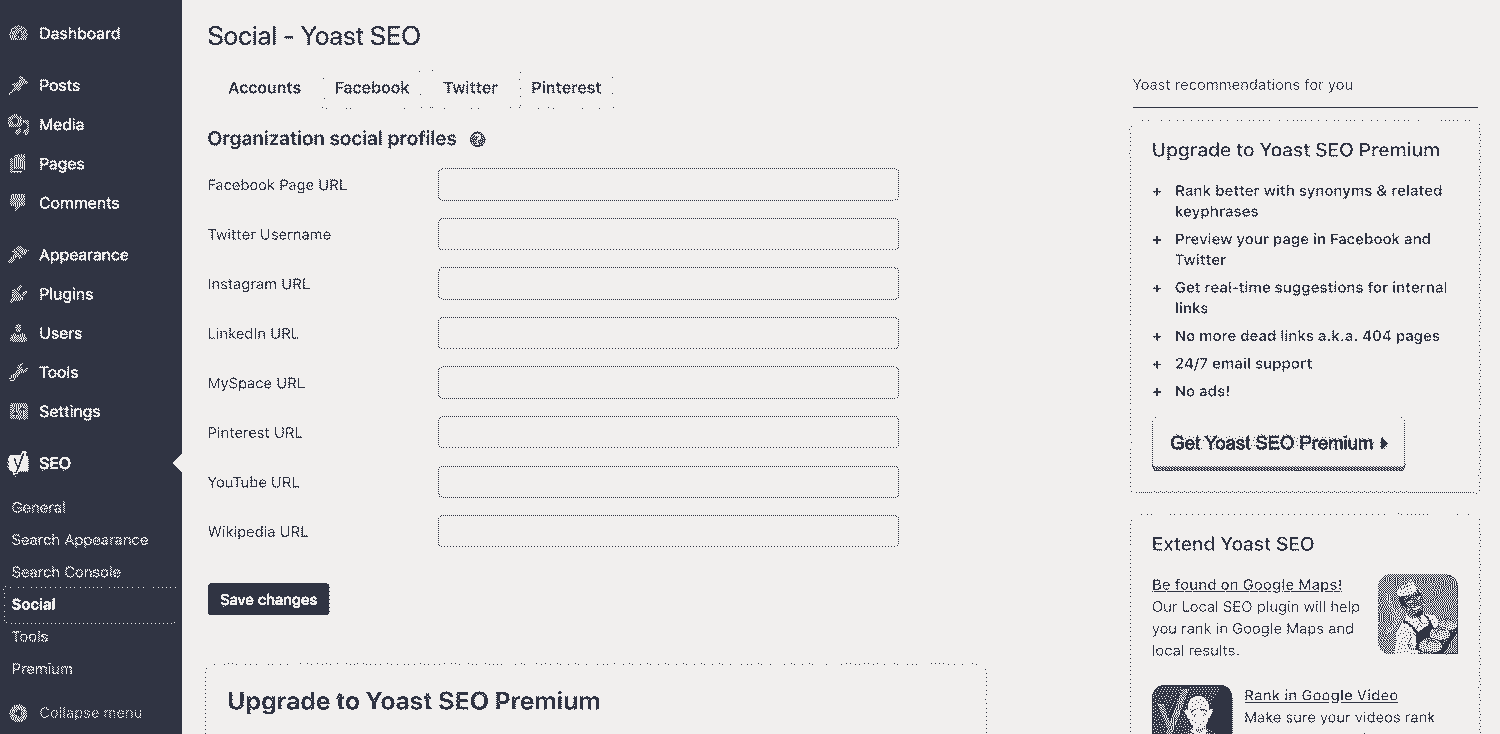 Dashboard
Posts
Media
Pages
Comments
Appearance
Plugins
Users
Tools
Settings
SEO
General
Search Appearance
Search Console
Social
Tools
Premium
Collapse menu
Social - Yoast SEO
Accounts Facebook Twitter Pinterest
Organization social profiles ?
Facebook Page URL
Twitter Username
Instagram URL
LinkedIn URL
MySpace URL
Pinterest URL
YouTube URL
Wikipedia URL
Save changes
Upgrade to Yoast SEO Premium
Yoast recommendations for you
Upgrade to Yoast SEO Premium
+ Rank better with synonyms & related
keyphrases
+ Preview your page in Facebook and
Twitter
+ Get real-time suggestions for internal
links
+ No more dead links a.k.a. 404 pages
+ 24/7 email support
+ No ads!
Get Yoast SEO Premium
Extend Yoast SEO
Be found on Google Maps!
Our Local SEO plugin will help
you rank in Google Maps and
local results.
Rank in Google Video
Make sure your videos rank